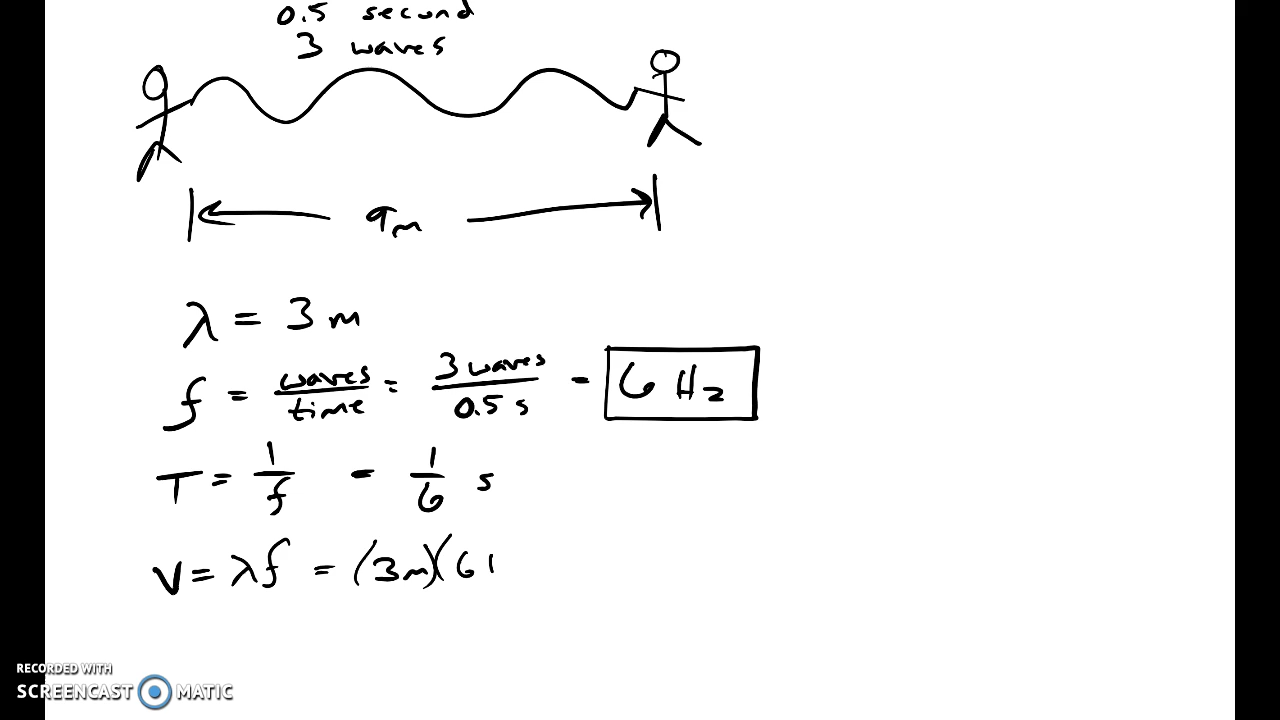 0.5 second
3 waves
9m
λ = 3 m
f = waves/time = 3 waves/0.5 s = 6 Hz
T = 1/f = 1/6 s
V = λf = (3m)(6 I
RECORDED WITH
SCREENCAST MATIC